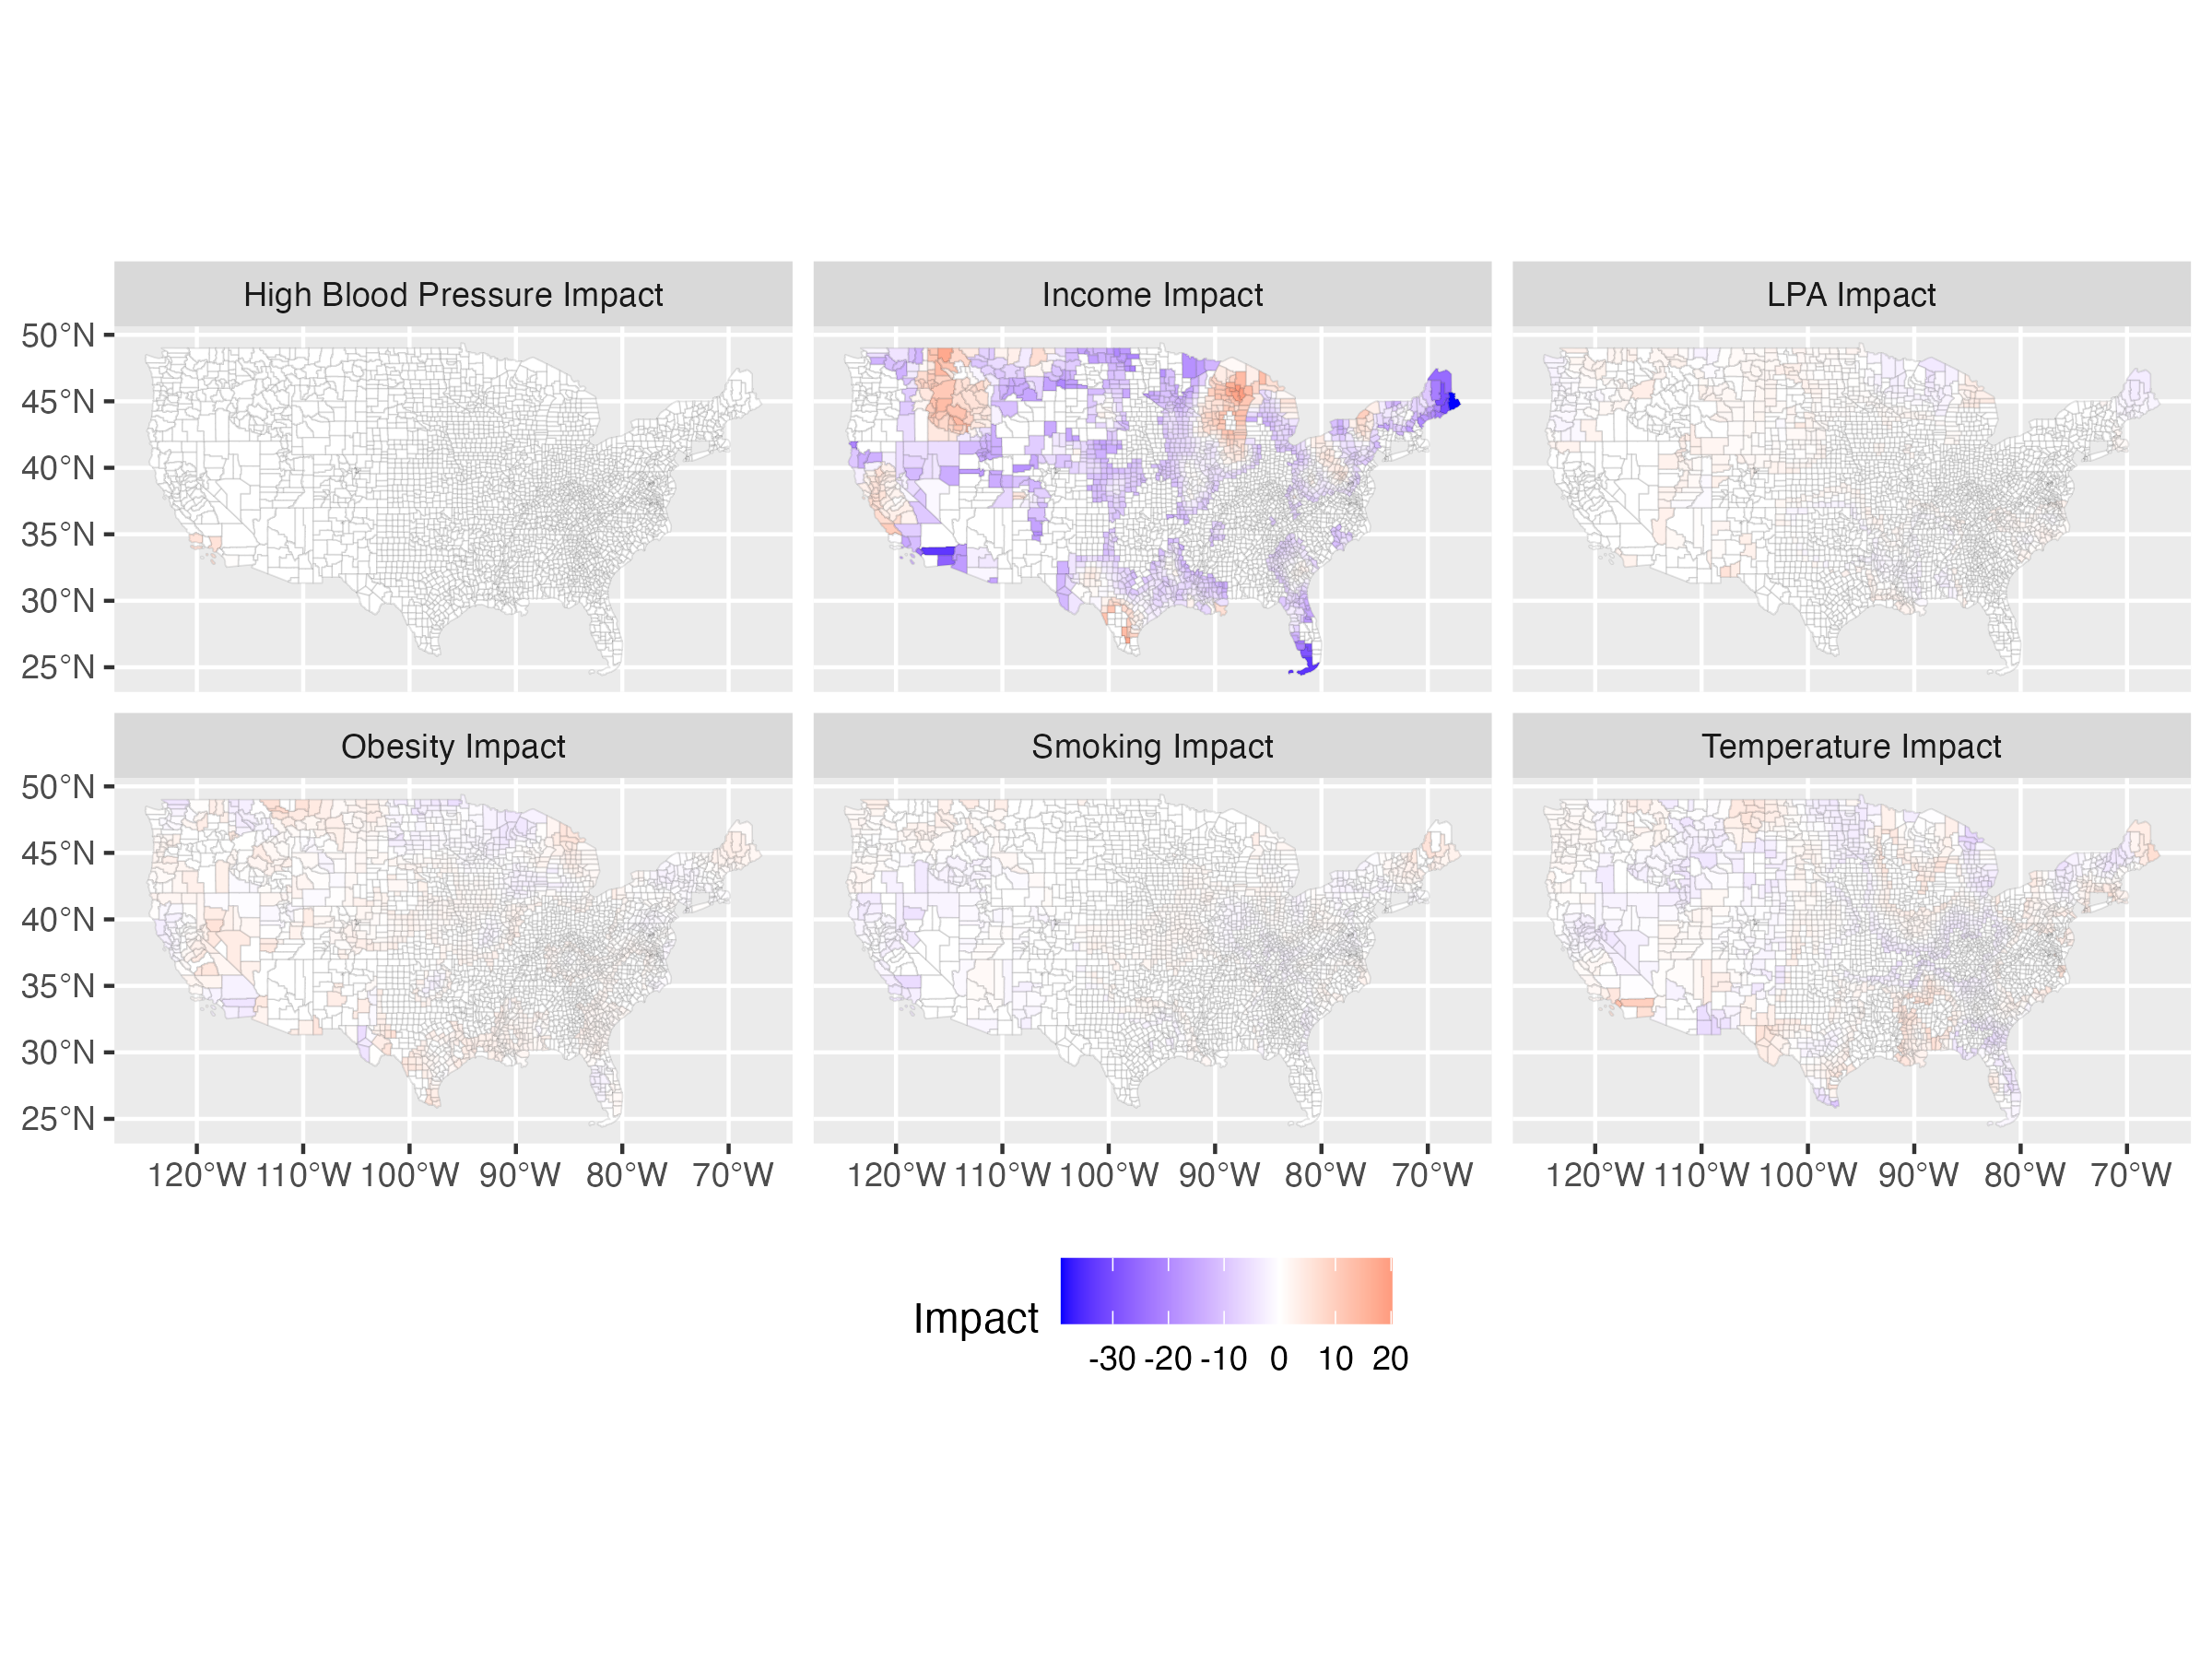 High Blood Pressure Impact
Income Impact
LPA Impact
50°N
45°N
40°N
35°N
30°N
25°N
Obesity Impact
Smoking Impact
Temperature Impact
50°N
45°N
40°N
35°N
30°N
25°N
120°W 110°W 100°W 90°W 80°W 70°W
120°W 110°W 100°W 90°W 80°W 70°W
120°W 110°W 100°W 90°W 80°W 70°W
Impact
-30 -20 -10 0 10 20